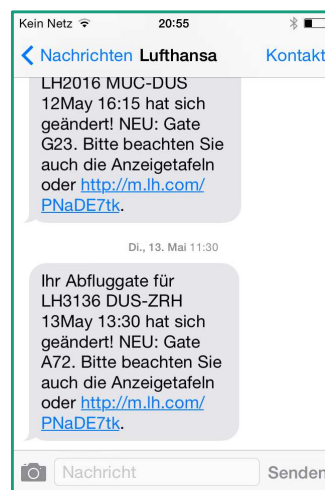 Kein Netz 20:55
Nachrichten Lufthansa Kontakt
LH2016 MUC-DUS
12May 16:15 hat sich
geändert! NEU: Gate
G23. Bitte beachten Sie
auch die Anzeigetafeln
oder http://m.lh.com/
PNaDE7tk.
Di., 13. Mai 11:30
Ihr Abfluggate für
LH3136 DUS-ZRH
13May 13:30 hat sich
geändert! NEU: Gate
A72. Bitte beachten Sie
auch die Anzeigetafeln
oder http://m.lh.com/
PNaDE7tk.
Nachricht Senden